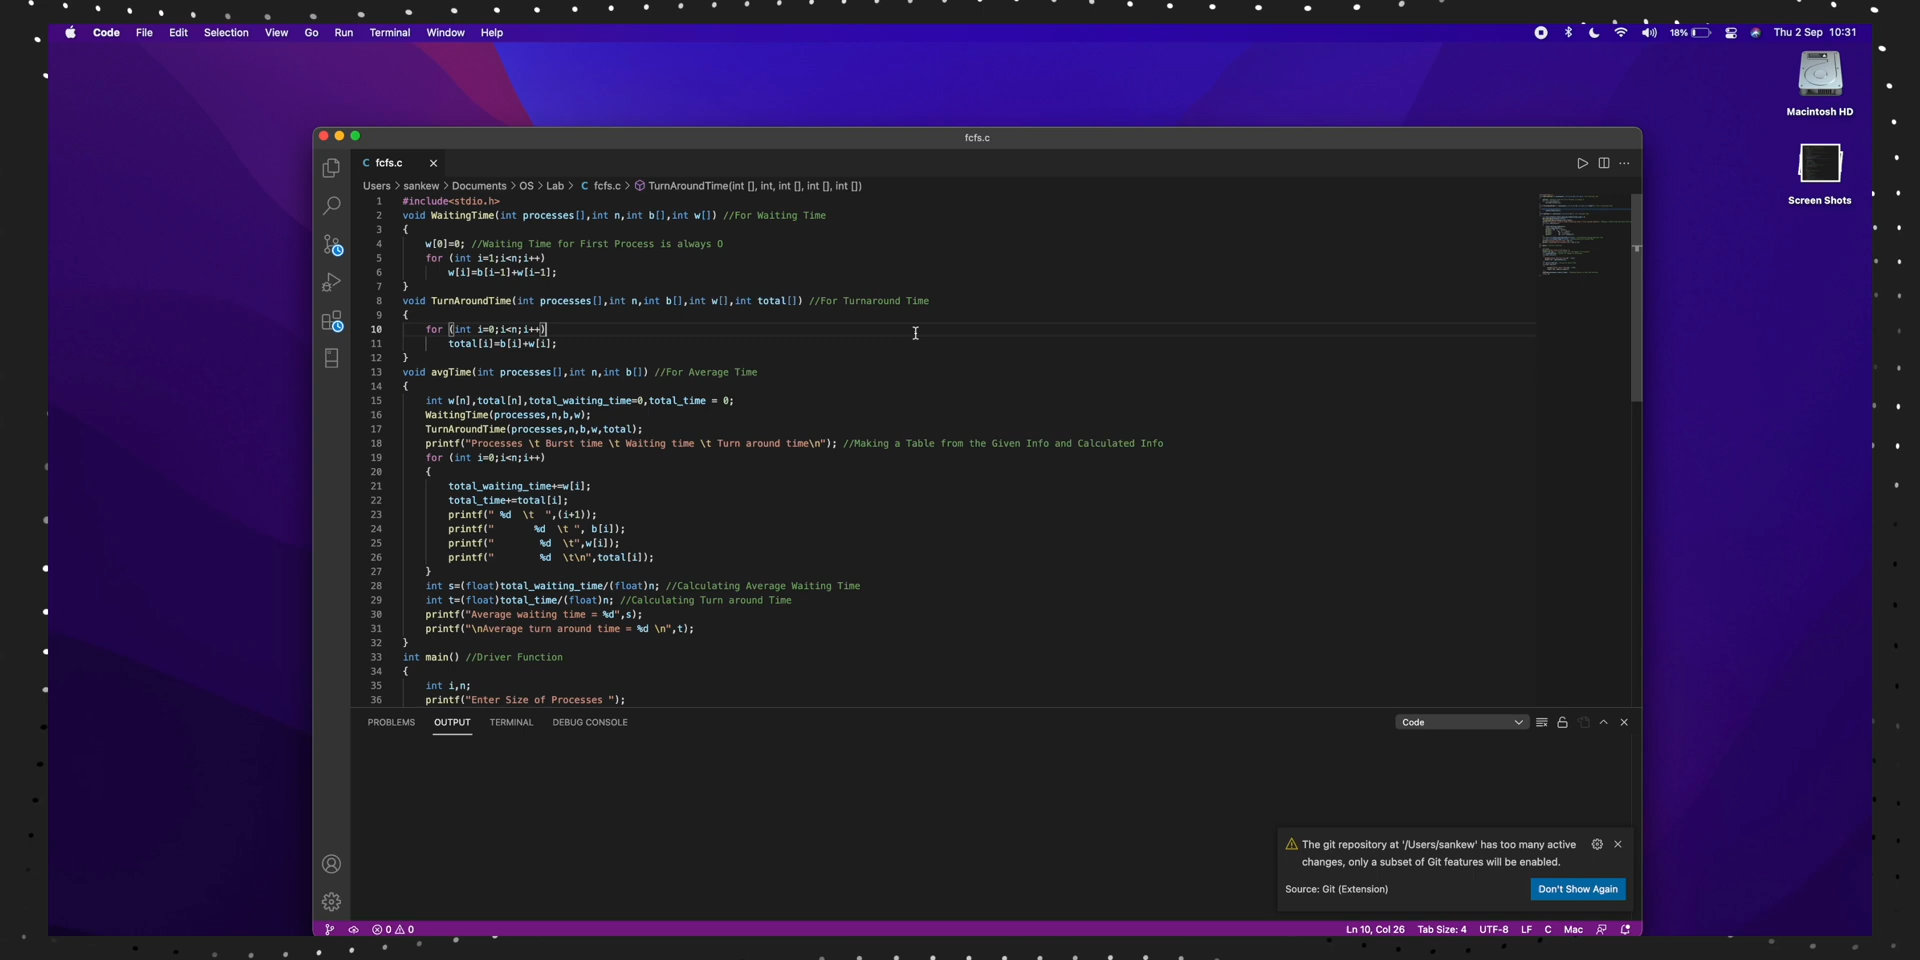 Code File Edit Selection View Go Run Terminal Window Help 18% Thu 2 Sep 10:31
Macintosh HD
Screen Shots
fcfs.c
C fcfs.c
Users > sankew > Documents > OS > Lab > C fcfs.c > TurnAroundTime(int [], int, int [], int [], int [])
1 #include<stdio.h>
2 void WaitingTime(int processes[],int n,int b[],int w[]) //For Waiting Time
3 {
4 w[0]=0; //Waiting Time for First Process is always 0
5 for (int i=1;i<n;i++)
6 w[i]=b[i-1]+w[i-1];
7 }
8 void TurnAroundTime(int processes[],int n,int b[],int w[],int total[]) //For Turnaround Time
9 {
10 for (int i=0;i<n;i++)
11 total[i]=b[i]+w[i];
12 }
13 void avgTime(int processes[],int n,int b[]) //For Average Time
14 {
15 int w[n],total[n],total_waiting_time=0,total_time = 0;
16 WaitingTime(processes,n,b,w);
17 TurnAroundTime(processes,n,b,w,total);
18 printf("Processes \t Burst time \t Waiting time \t Turn around time\n"); //Making a Table from the Given Info and Calculated Info
19 for (int i=0;i<n;i++)
20 {
21 total_waiting_time+=w[i];
22 total_time+=total[i];
23 printf(" %d \t ",(i+1));
24 printf(" %d \t ", b[i]);
25 printf(" %d \t",w[i]);
26 printf(" %d \t\n",total[i]);
27 }
28 int s=(float)total_waiting_time/(float)n; //Calculating Average Waiting Time
29 int t=(float)total_time/(float)n; //Calculating Turn around Time
30 printf("Average waiting time = %d",s);
31 printf("\nAverage turn around time = %d \n",t);
32 }
33 int main() //Driver Function
34 {
35 int i,n;
36 printf("Enter Size of Processes ");
PROBLEMS OUTPUT TERMINAL DEBUG CONSOLE Code
The git repository at '/Users/sankew' has too many active
changes, only a subset of Git features will be enabled.
Source: Git (Extension) Don't Show Again
0 0 Ln 10, Col 26 Tab Size: 4 UTF-8 LF C Mac